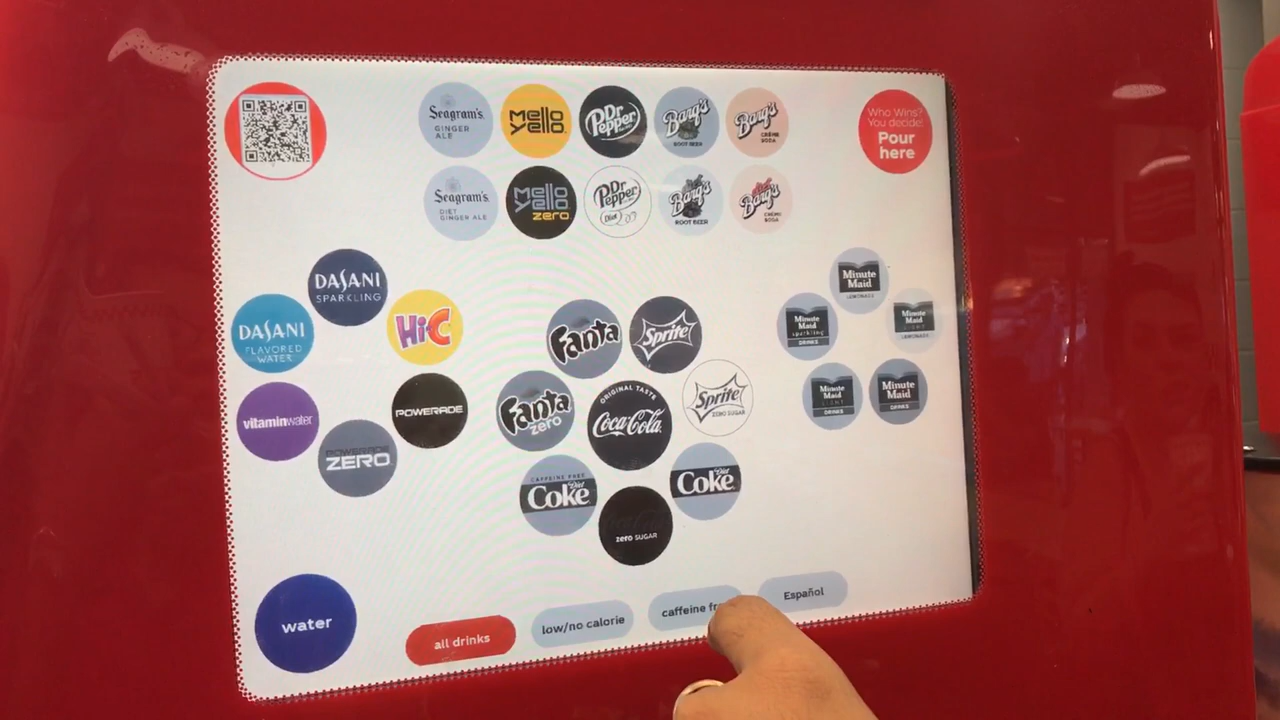 Seagram's
GINGER
ALE
Mello
Yello
Dr
Pepper
Barq's
ROOT BEER
Barq's
CRÈME
SODA
Who Wins?
You decide!
Pour
here
Seagram's
DIET
GINGER ALE
Mello
Yello
zero
Dr
Pepper
Diet
Barq's
ROOT BEER
diet
Barq's
CRÈME
SODA
DASANI
SPARKLING
DASANI
FLAVORED
WATER
Hi-C
vitaminwater
POWERADE
POWERADE
ZERO
Fanta
Sprite
Fanta
zero
ORIGINAL TASTE
Coca-Cola
Sprite
ZERO SUGAR
CAFFEINE FREE
Diet
Coke
Diet
Coke
Coca-Cola
zero SUGAR
Minute
Maid
LEMONADE
Minute
Maid
sparkling
DRINKS
Minute
Maid
LIGHT
LEMONADE
Minute
Maid
LIGHT
DRINKS
Minute
Maid
DRINKS
water
all drinks
low/no calorie
caffeine fr
Español